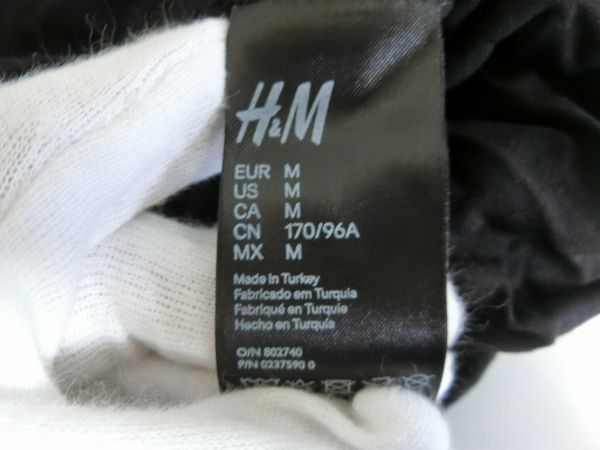 H&M
EUR M
US M
CA M
CN 170/96A
MX M
Made in Turkey
Fabricado em Turquia
Fabriqué en Turquie
Hecho en Turquía
O/N 802740
P/N 0237590 0